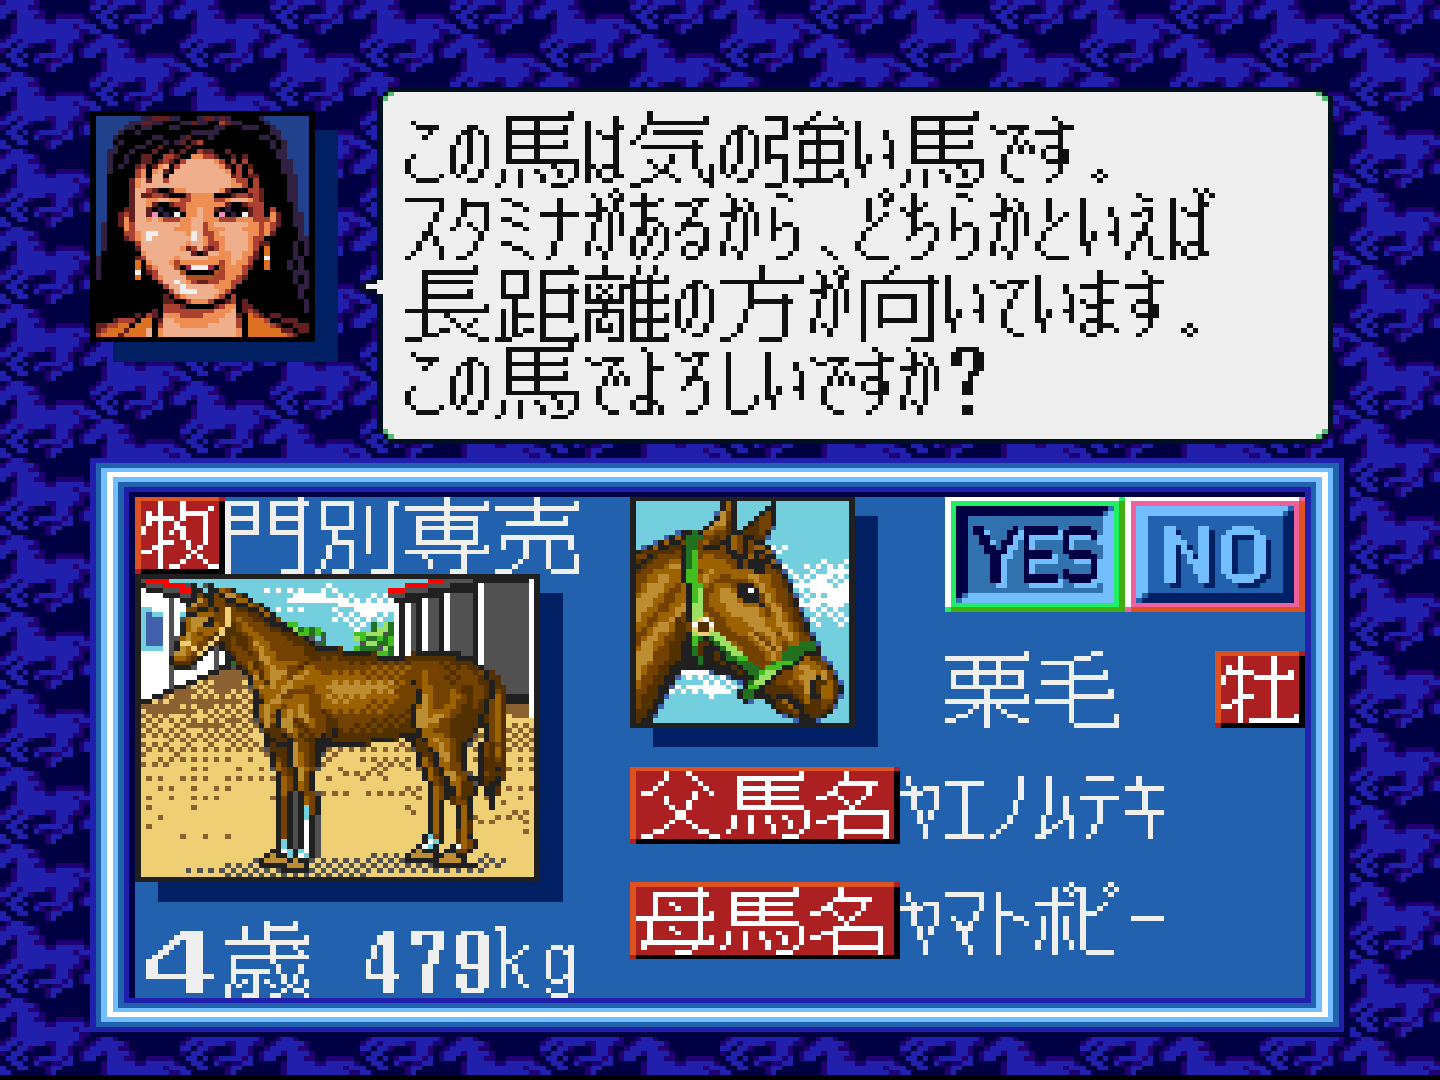 この馬は気の強い馬です。
スタミナがあるから、どちらかといえば
長距離の方が向いています。
この馬でよろしいですか?
牧 門別専売
YES NO
栗毛 牡
父馬名 ヤエノムテキ
母馬名 ヤマトポピー
4歳 479kg